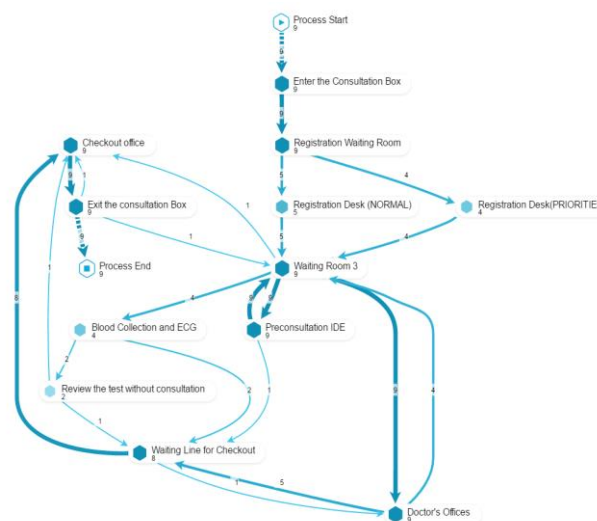 Process Start
9
9
Enter the Consultation Box
9
9
Checkout office
9
Registration Waiting Room
9
9
1
5
4
Exit the consultation Box
9
1
Registration Desk (NORMAL)
5
Registration Desk(PRIORITIE
4
9
1
5
4
Process End
9
Waiting Room 3
9
1
4
8
8
Blood Collection and ECG
4
Preconsultation IDE
9
8
2
9
4
Review the test without consultation
2
2
1
1
Waiting Line for Checkout
8
1
5
Doctor's Offices
9